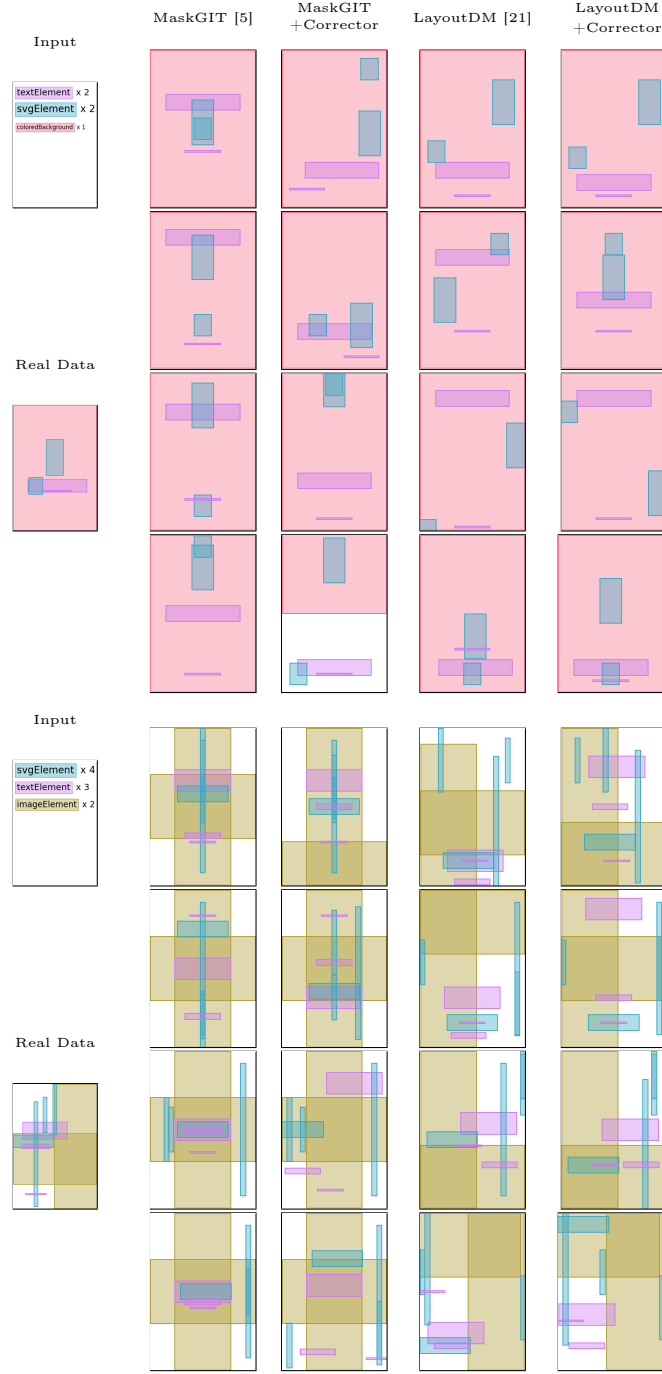 MaskGIT [5]
MaskGIT
+Corrector
LayoutDM [21]
LayoutDM
+Corrector
Input
textElement x 2
svgElement x 2
coloredBackground x 1
Real Data
Input
svgElement x 4
textElement x 3
imageElement x 2
Real Data